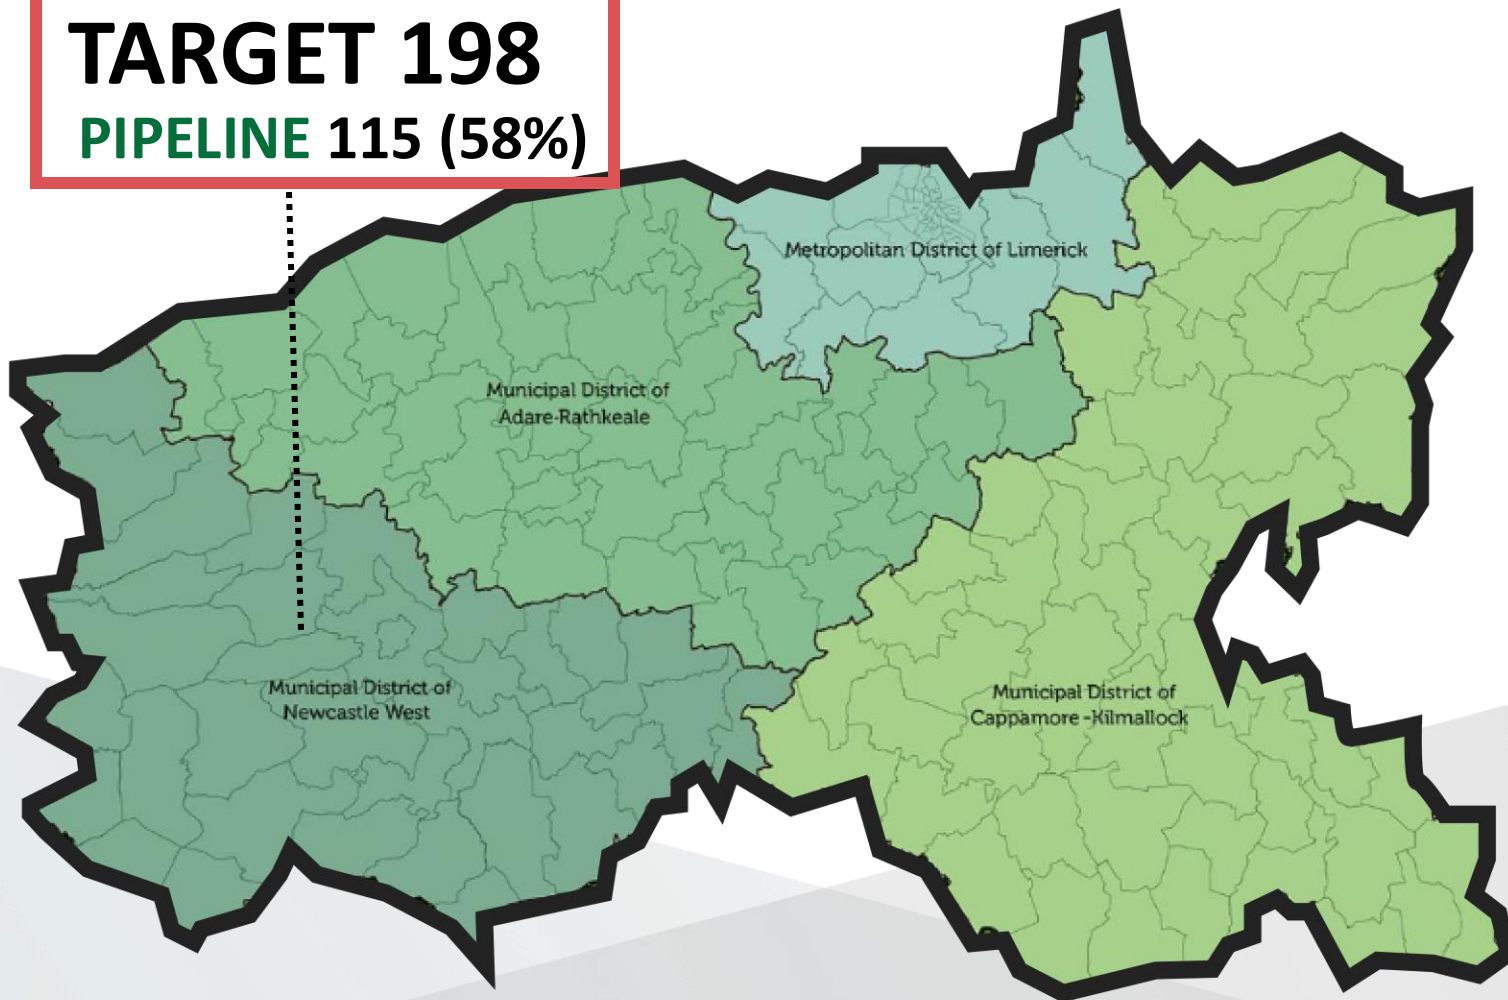 TARGET 198
PIPELINE 115 (58%)
Metropolitan District of Limerick
Municipal District of
Adare-Rathkeale
Municipal District of
Newcastle West
Municipal District of
Cappamore -Kilmallock